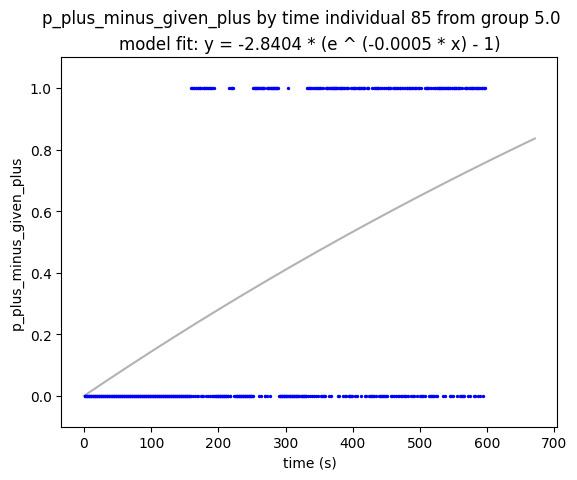 p_plus_minus_given_plus by time individual 85 from group 5.0
model fit: y = -2.8404 * (e ^ (-0.0005 * x) - 1)
1.0
0.8
0.6
0.4
0.2
0.0
p_plus_minus_given_plus
0 100 200 300 400 500 600 700
time (s)